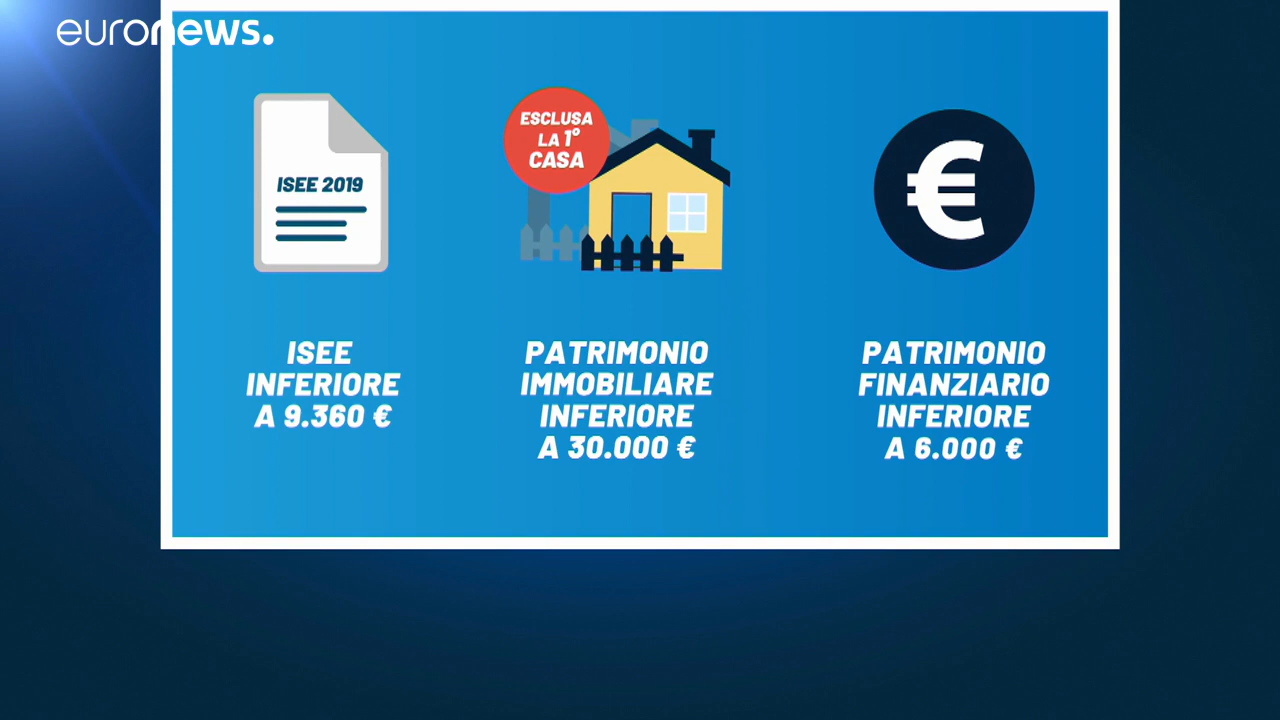 euronews.
ISEE 2019
ESCLUSA
LA 1°
CASA
€
ISEE
INFERIORE
A 9.360 €
PATRIMONIO
IMMOBILIARE
INFERIORE
A 30.000 €
PATRIMONIO
FINANZIARIO
INFERIORE
A 6.000 €